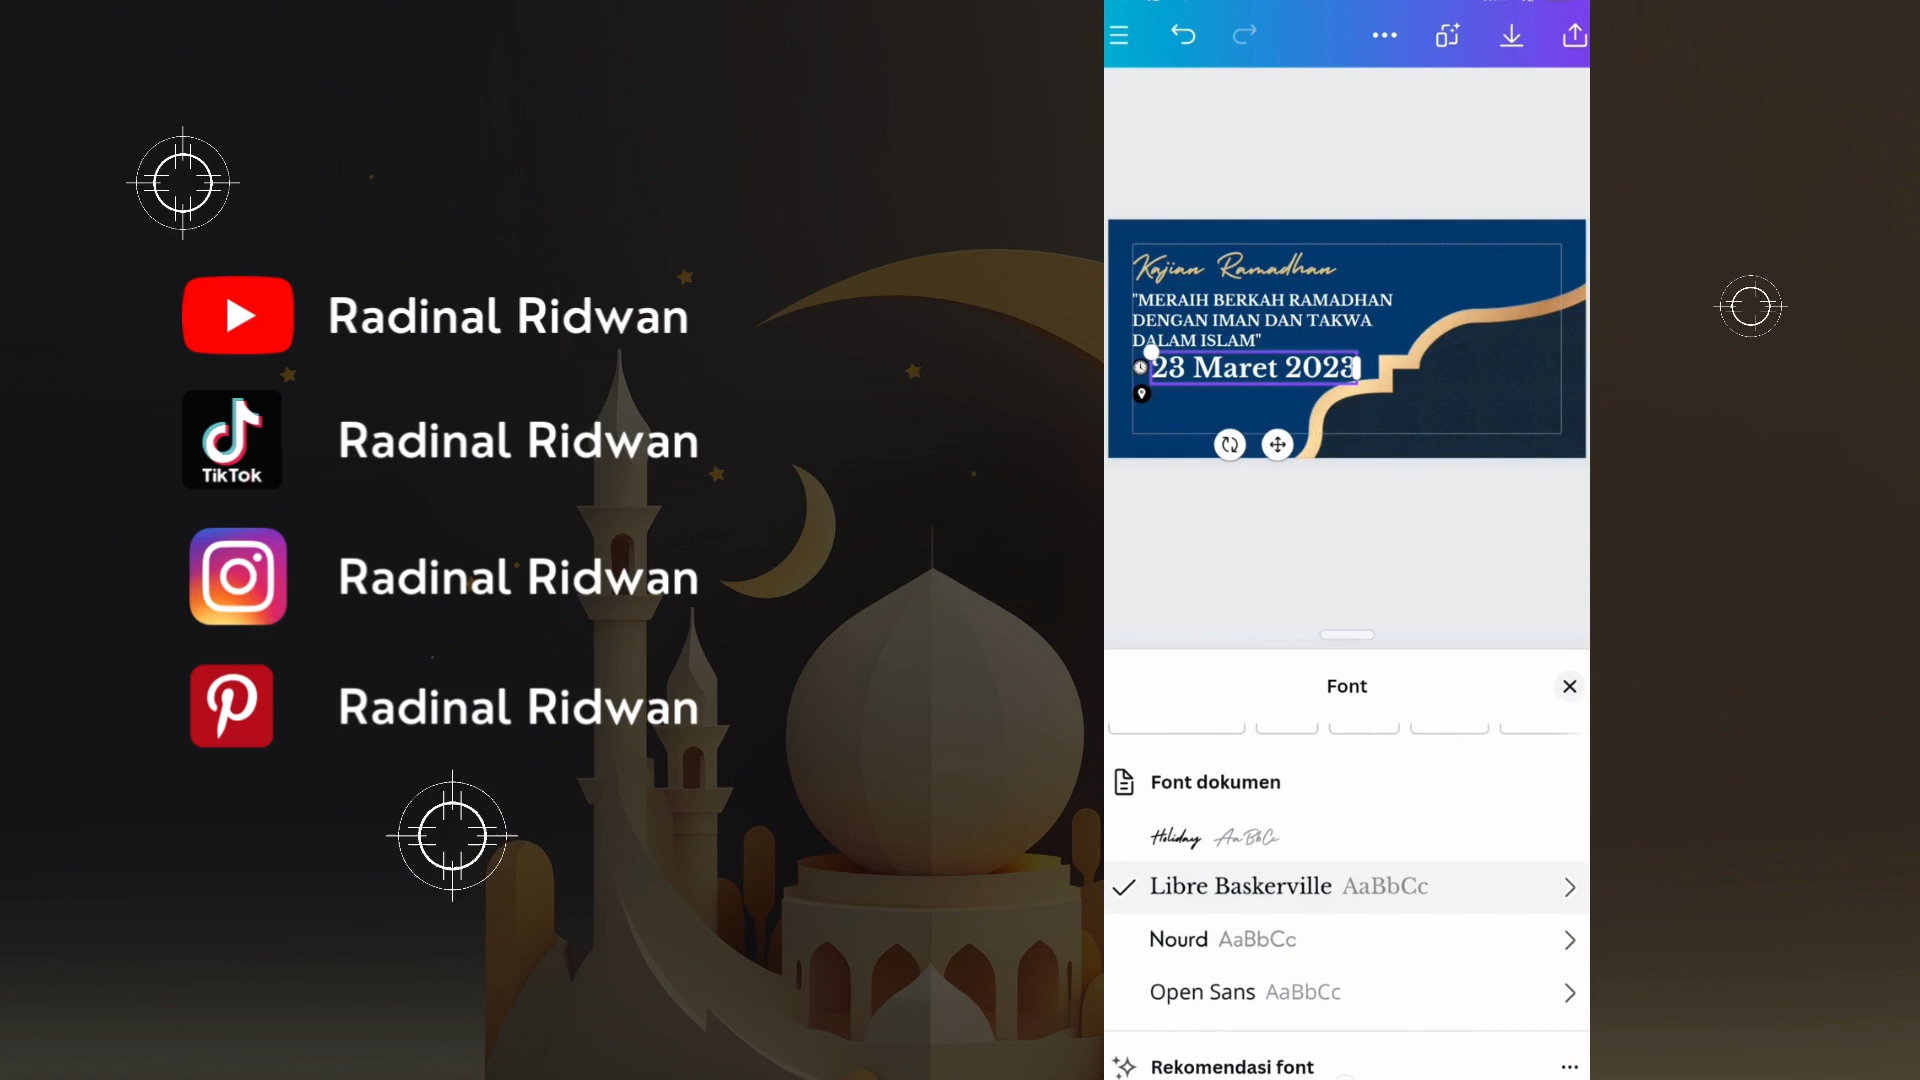 Radinal Ridwan
TikTok
Radinal Ridwan
Radinal Ridwan
Radinal Ridwan
Kajian Ramadhan
"MERAIH BERKAH RAMADHAN
DENGAN IMAN DAN TAKWA
DALAM ISLAM"
23 Maret 2023
Font
Font dokumen
Holiday AaBbCc
Libre Baskerville AaBbCc
Nourd AaBbCc
Open Sans AaBbCc
Rekomendasi font